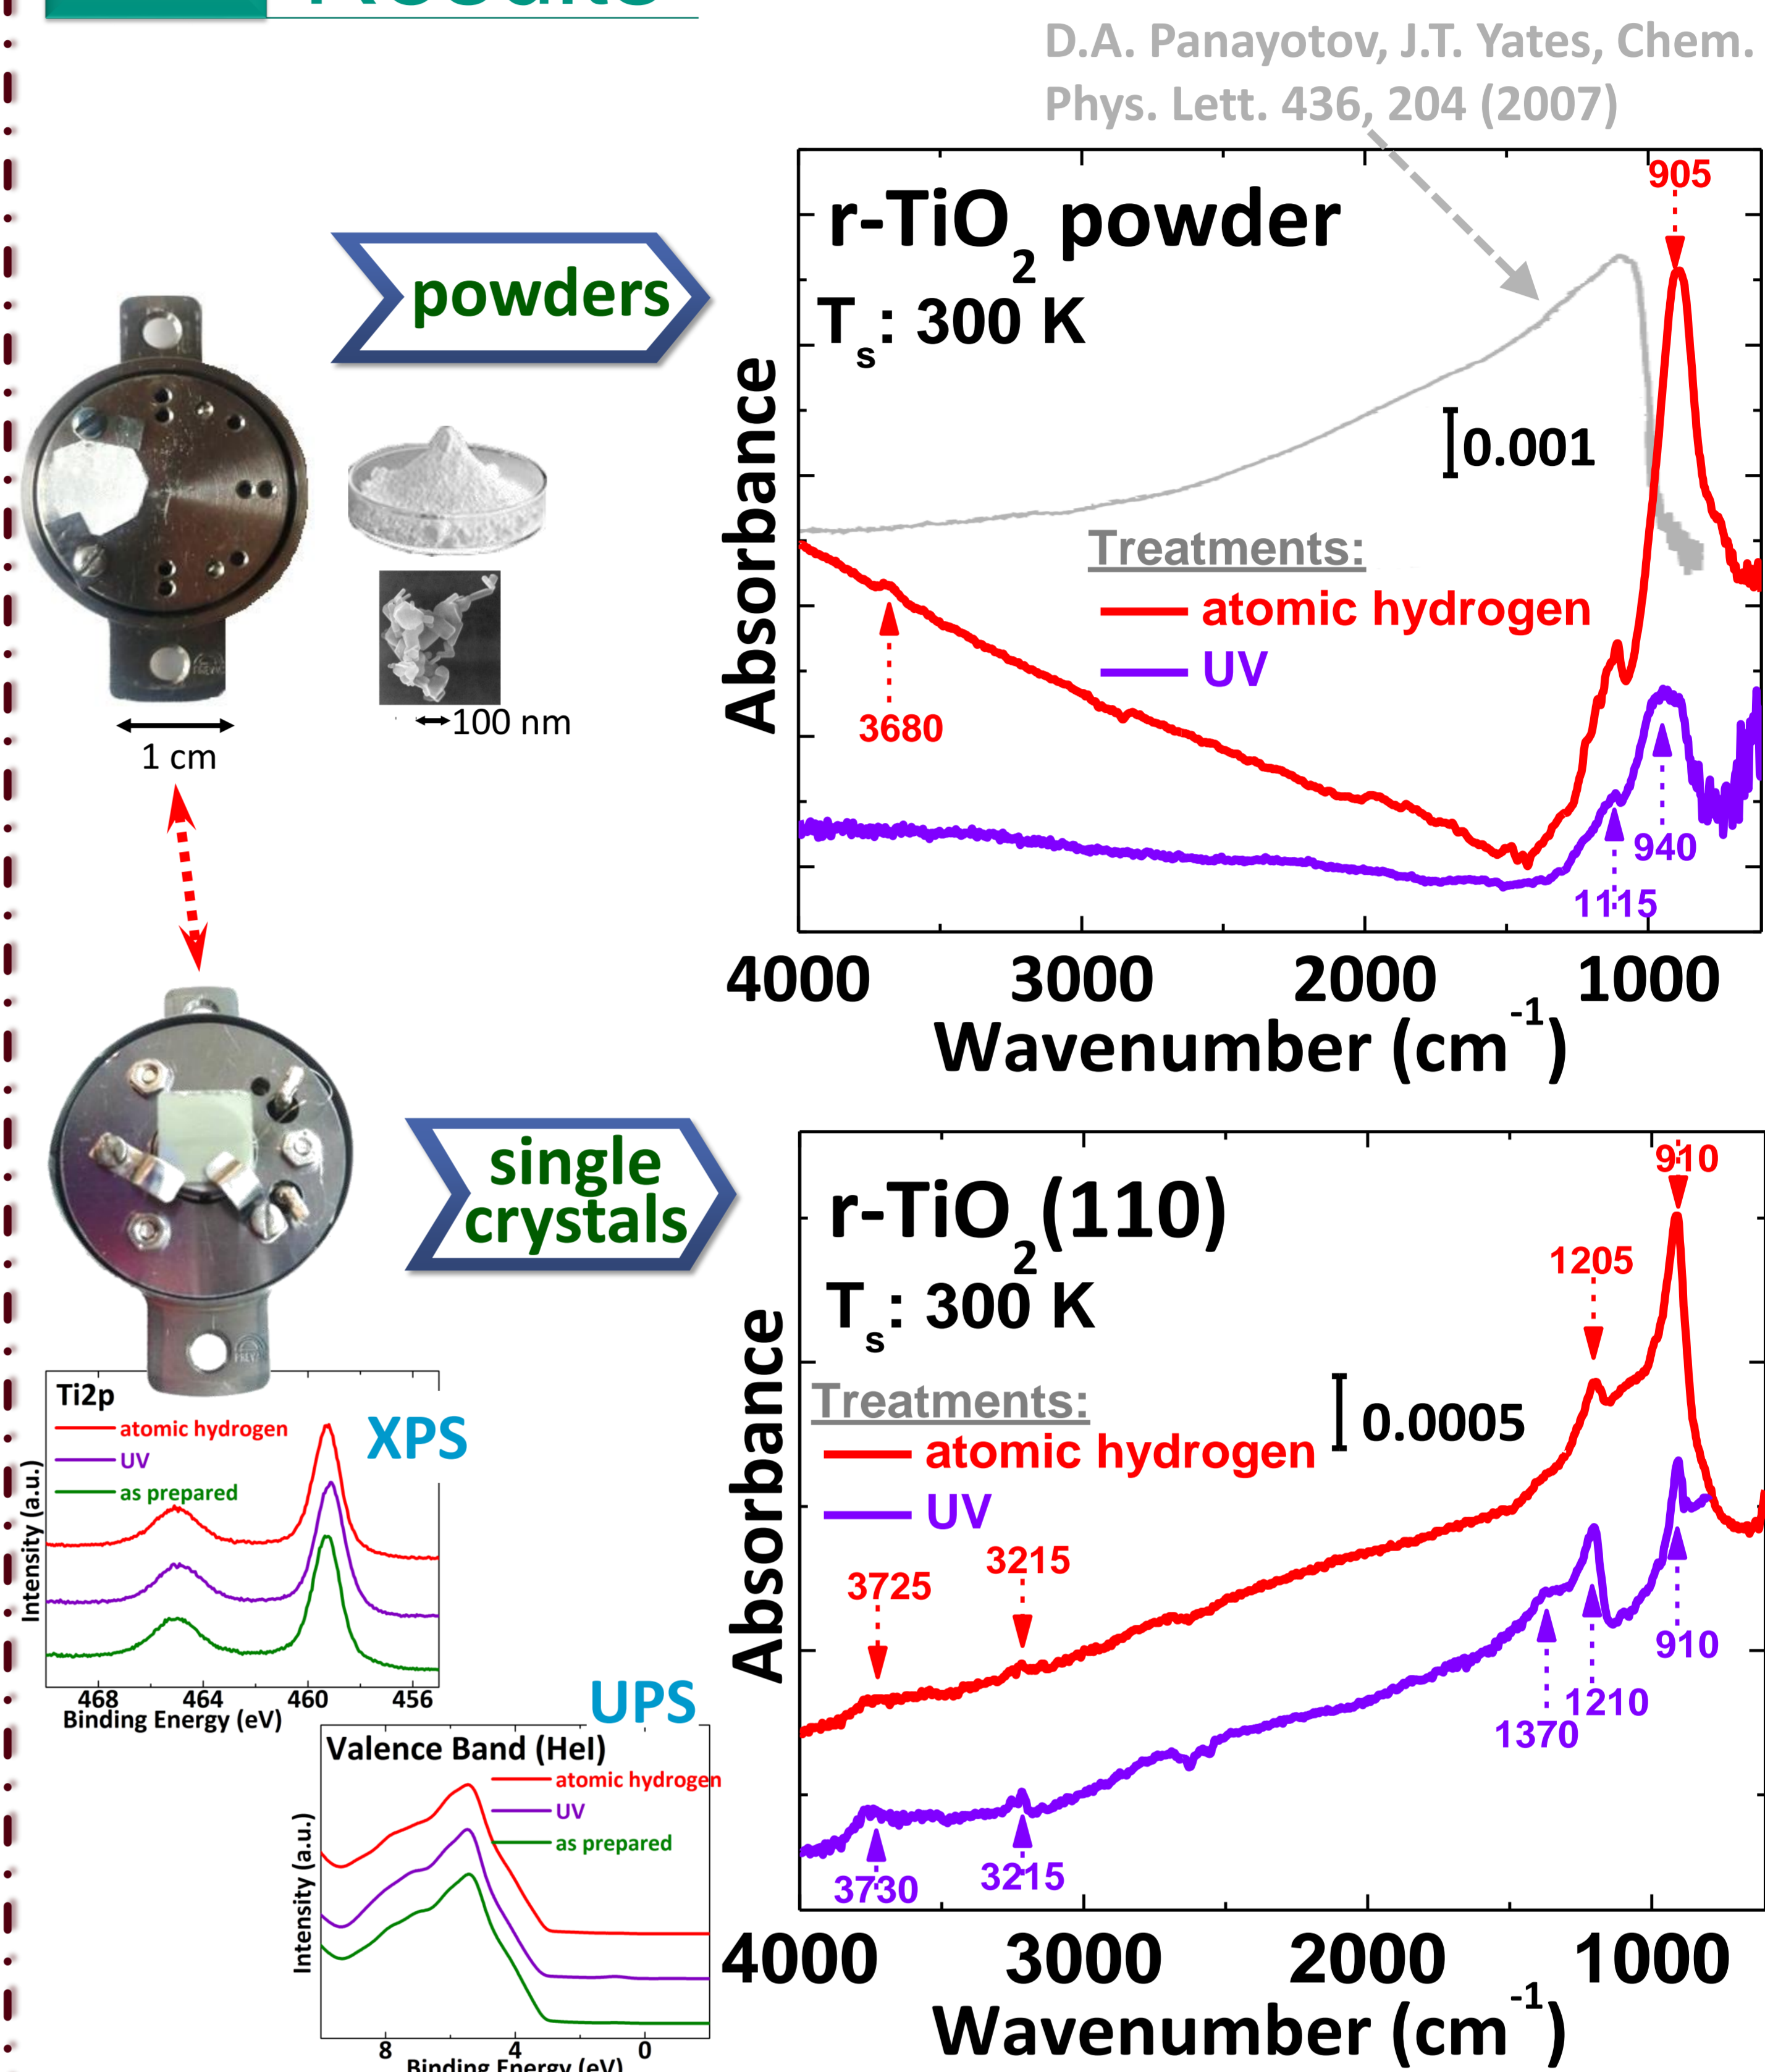 Results
D.A. Panayotov, J.T. Yates, Chem.
Phys. Lett. 436, 204 (2007)
powders
100 nm
1 cm
r-TiO2 powder
Ts: 300 K
905
0.001
Treatments:
atomic hydrogen
UV
3680
940
1115
Absorbance
4000 3000 2000 1000
Wavenumber (cm-1)
single
crystals
r-TiO2(110)
Ts: 300 K
910
1205
Treatments:
0.0005
atomic hydrogen
UV
3725
3215
910
1210
1370
3730
3215
Absorbance
4000 3000 2000 1000
Wavenumber (cm-1)
Ti2p
atomic hydrogen
UV
as prepared
XPS
Intensity (a.u.)
468 464 460 456
Binding Energy (eV)
UPS
Valence Band (HeI)
atomic hydrogen
UV
as prepared
Intensity (a.u.)
8 4 0
Binding Energy (eV)